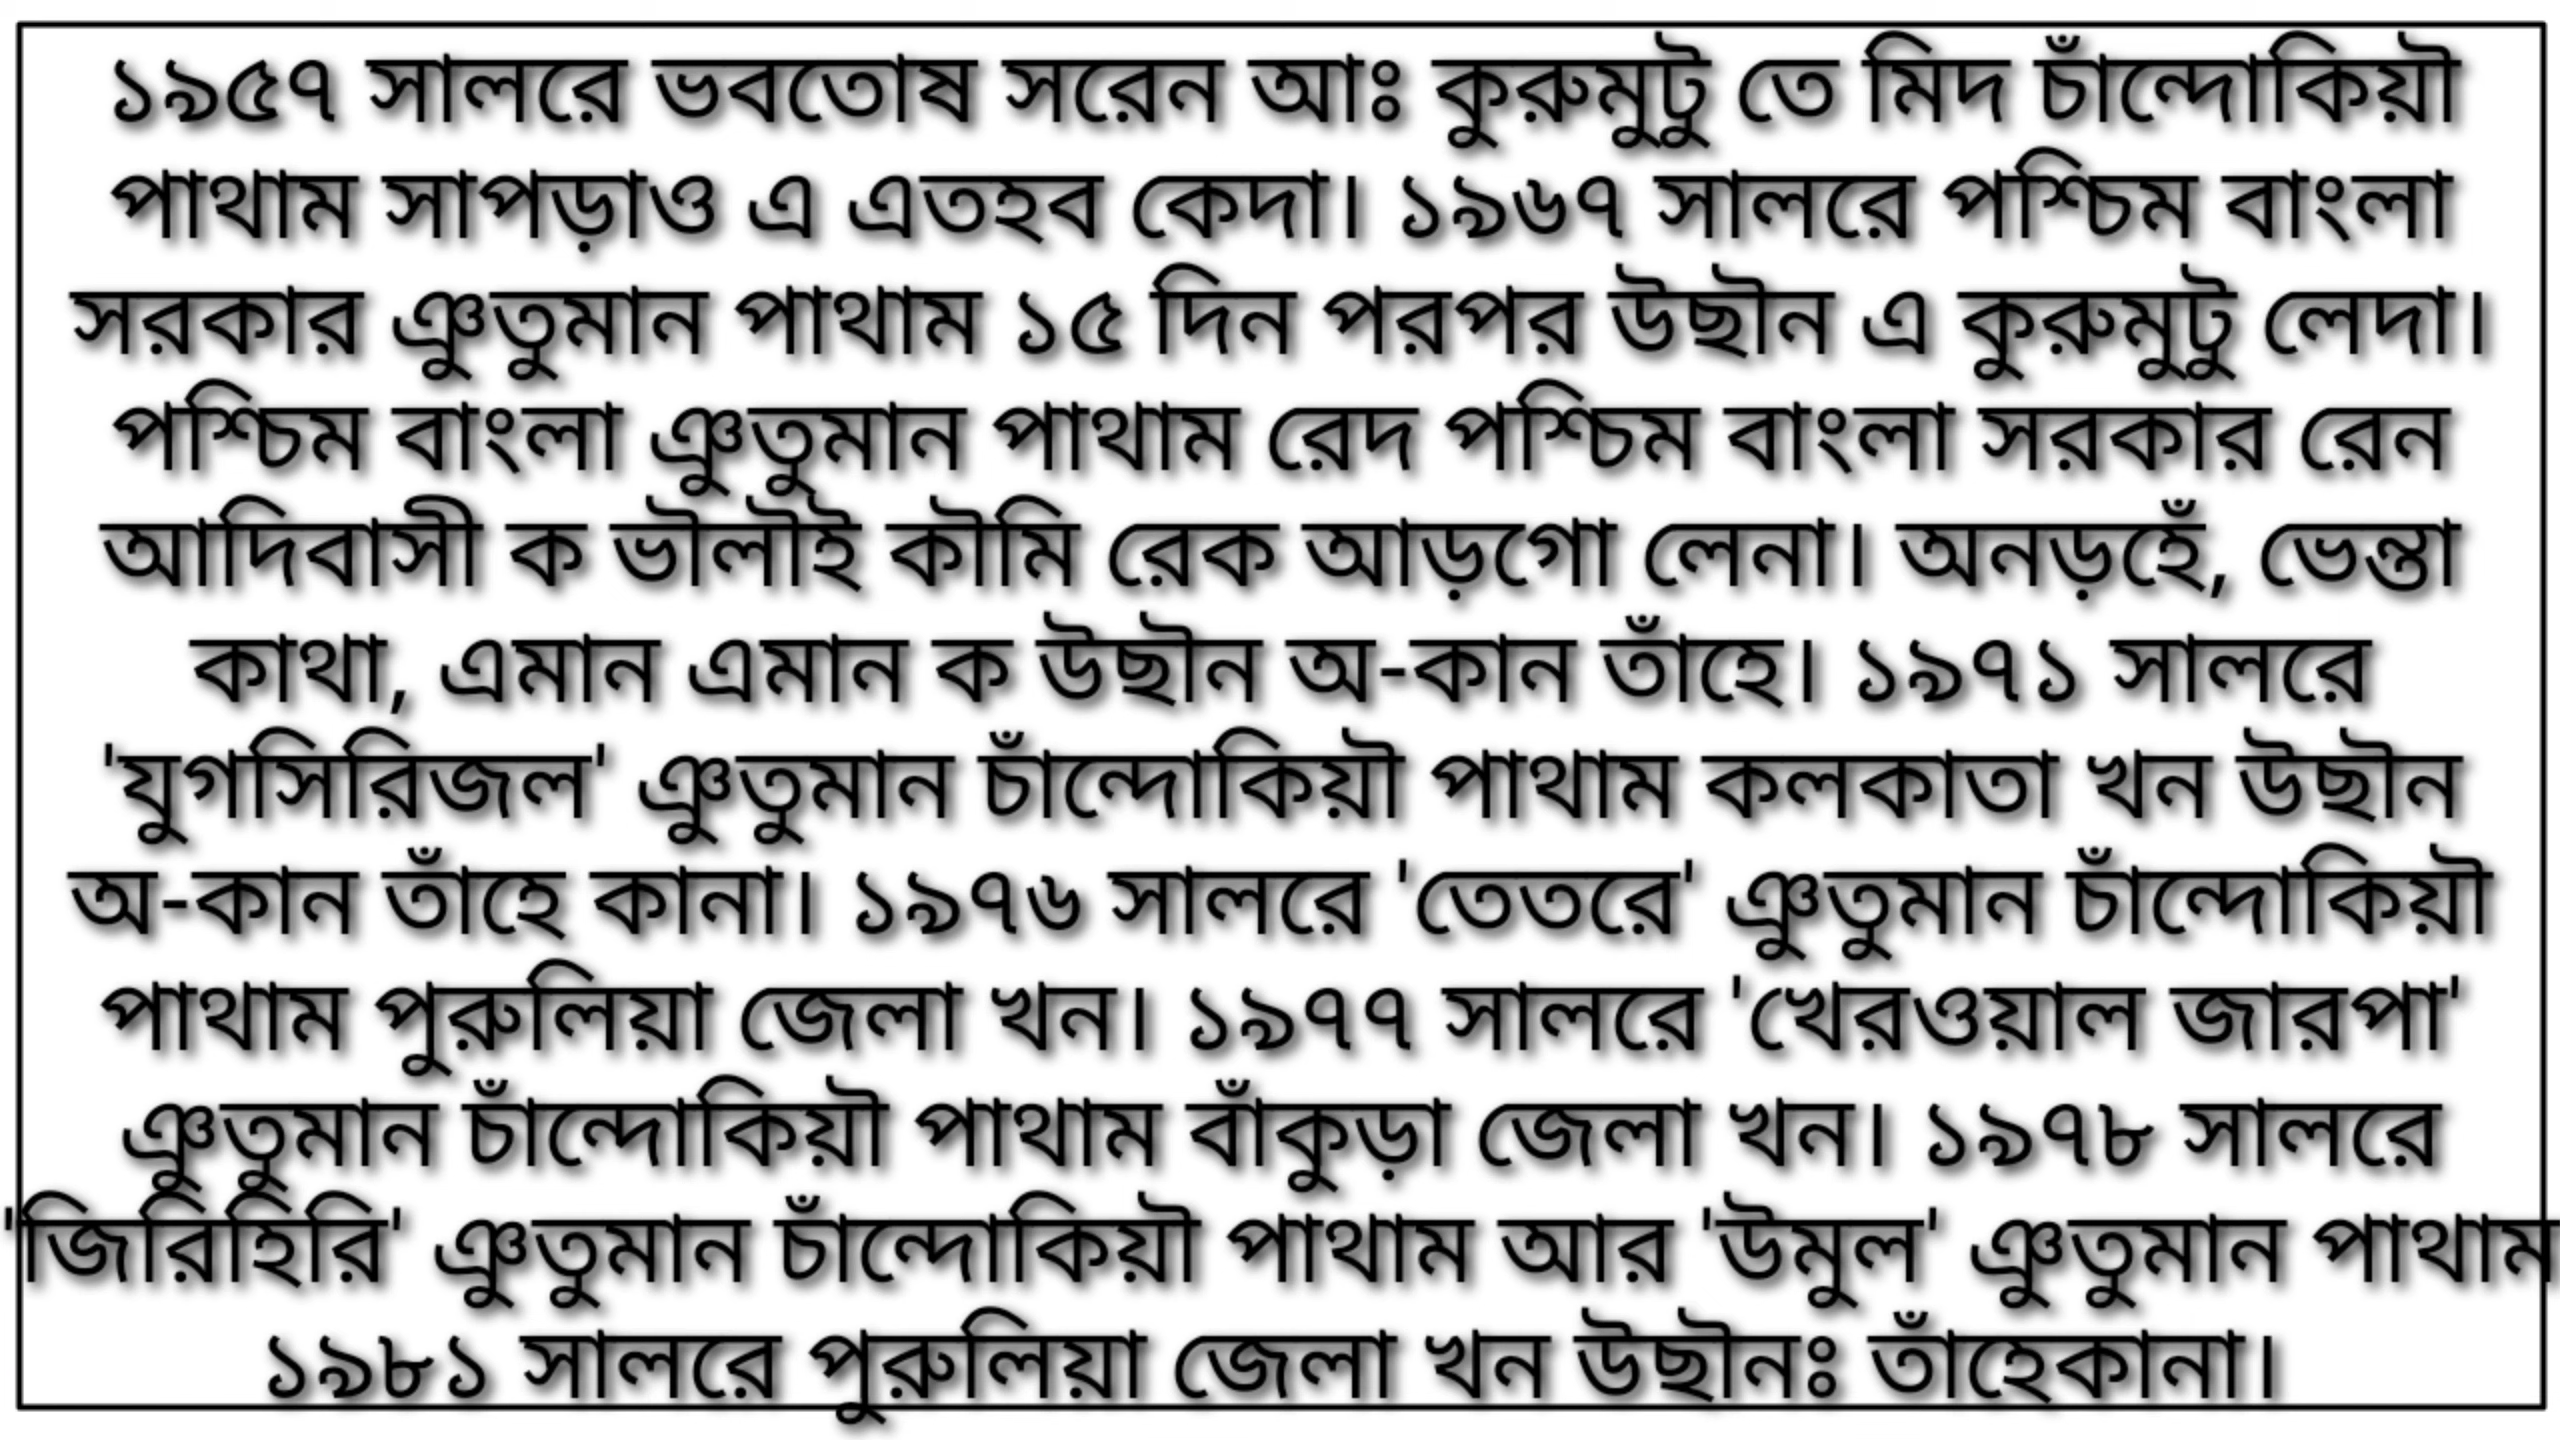 ১৯৫৭ সালরে ভবতোষ সরেন আঃ কুরুমুটু তে মিদ চাঁন্দোকিয়ৗ
পাথাম সাপড়াও এ এতহব কেদা। ১৯৬৭ সালরে পশ্চিম বাংলা
সরকার ঞুতুমান পাথাম ১৫ দিন পরপর উছৗন এ কুরুমুটু লেদা।
পশ্চিম বাংলা ঞুতুমান পাথাম রেদ পশ্চিম বাংলা সরকার রেন
আদিবাসী ক ভৗলৗই কৗমি রেক আড়গো লেনা। অনড়হেঁ, ভেন্তা
কাথা, এমান এমান ক উছৗন অ-কান তাঁহে। ১৯৭১ সালরে
'যুগসিরিজল' ঞুতুমান চাঁন্দোকিয়ৗ পাথাম কলকাতা খন উছৗন
অ-কান তাঁহে কানা। ১৯৭৬ সালরে 'তেতরে' ঞুতুমান চাঁন্দোকিয়ৗ
পাথাম পুরুলিয়া জেলা খন। ১৯৭৭ সালরে 'খেরওয়াল জারপা'
ঞুতুমান চাঁন্দোকিয়ৗ পাথাম বাঁকুড়া জেলা খন। ১৯৭৮ সালরে
'জিরিহিরি' ঞুতুমান চাঁন্দোকিয়ৗ পাথাম আর 'উমুল' ঞুতুমান পাথাম
১৯৮১ সালরে পুরুলিয়া জেলা খন উছৗনঃ তাঁহেকানা।